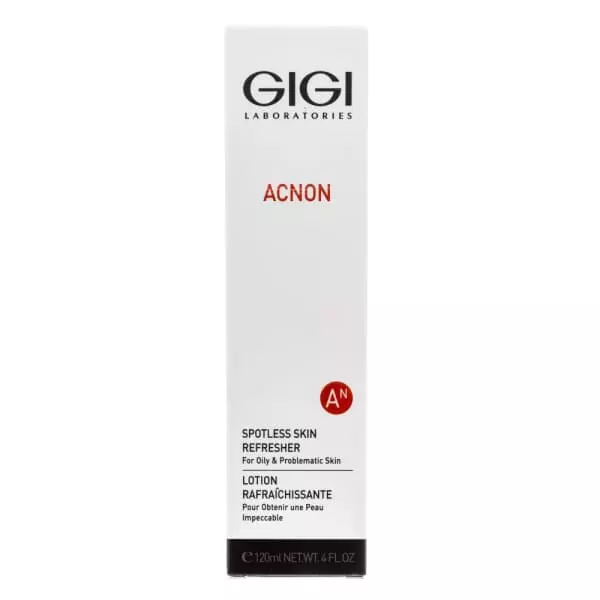 GIGI
LABORATORIES
ACNON
AN
SPOTLESS SKIN
REFRESHER
For Oily & Problematic Skin
LOTION
RAFRAÎCHISSANTE
Pour Obtenir une Peau
Impeccable
℮120ml NET.WT. 4 FL.OZ